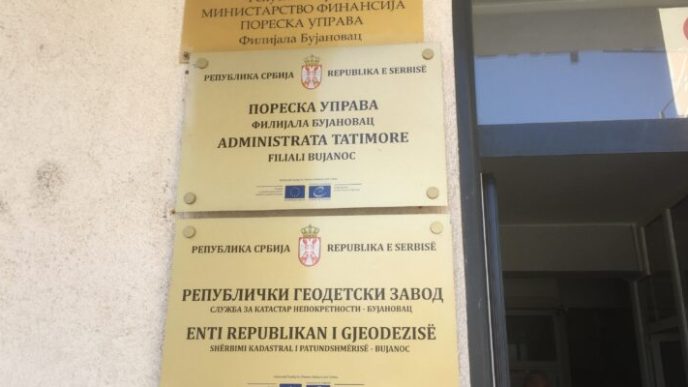 МИНИСТАРСТВО ФИНАНСИЈА
ПОРЕСКА УПРАВА
Филијала Бујановац
РЕПУБЛИКА СРБИЈА REPUBLIKA E SERBISË
ПОРЕСКА УПРАВА
ФИЛИЈАЛА БУЈАНОВАЦ
ADMINISTRATA TATIMORE
FILIALI BUJANOC
РЕПУБЛИКА СРБИЈА REPUBLIKA E SERBISË
РЕПУБЛИЧКИ ГЕОДЕТСКИ ЗАВОД
СЛУЖБА ЗА КАТАСТАР НЕПОКРЕТНОСТИ - БУЈАНОВАЦ
ENTI REPUBLIKAN I GJEODEZISË
SHËRBIMI KADASTRAL I PATUNDSHMËRISË - BUJANOC